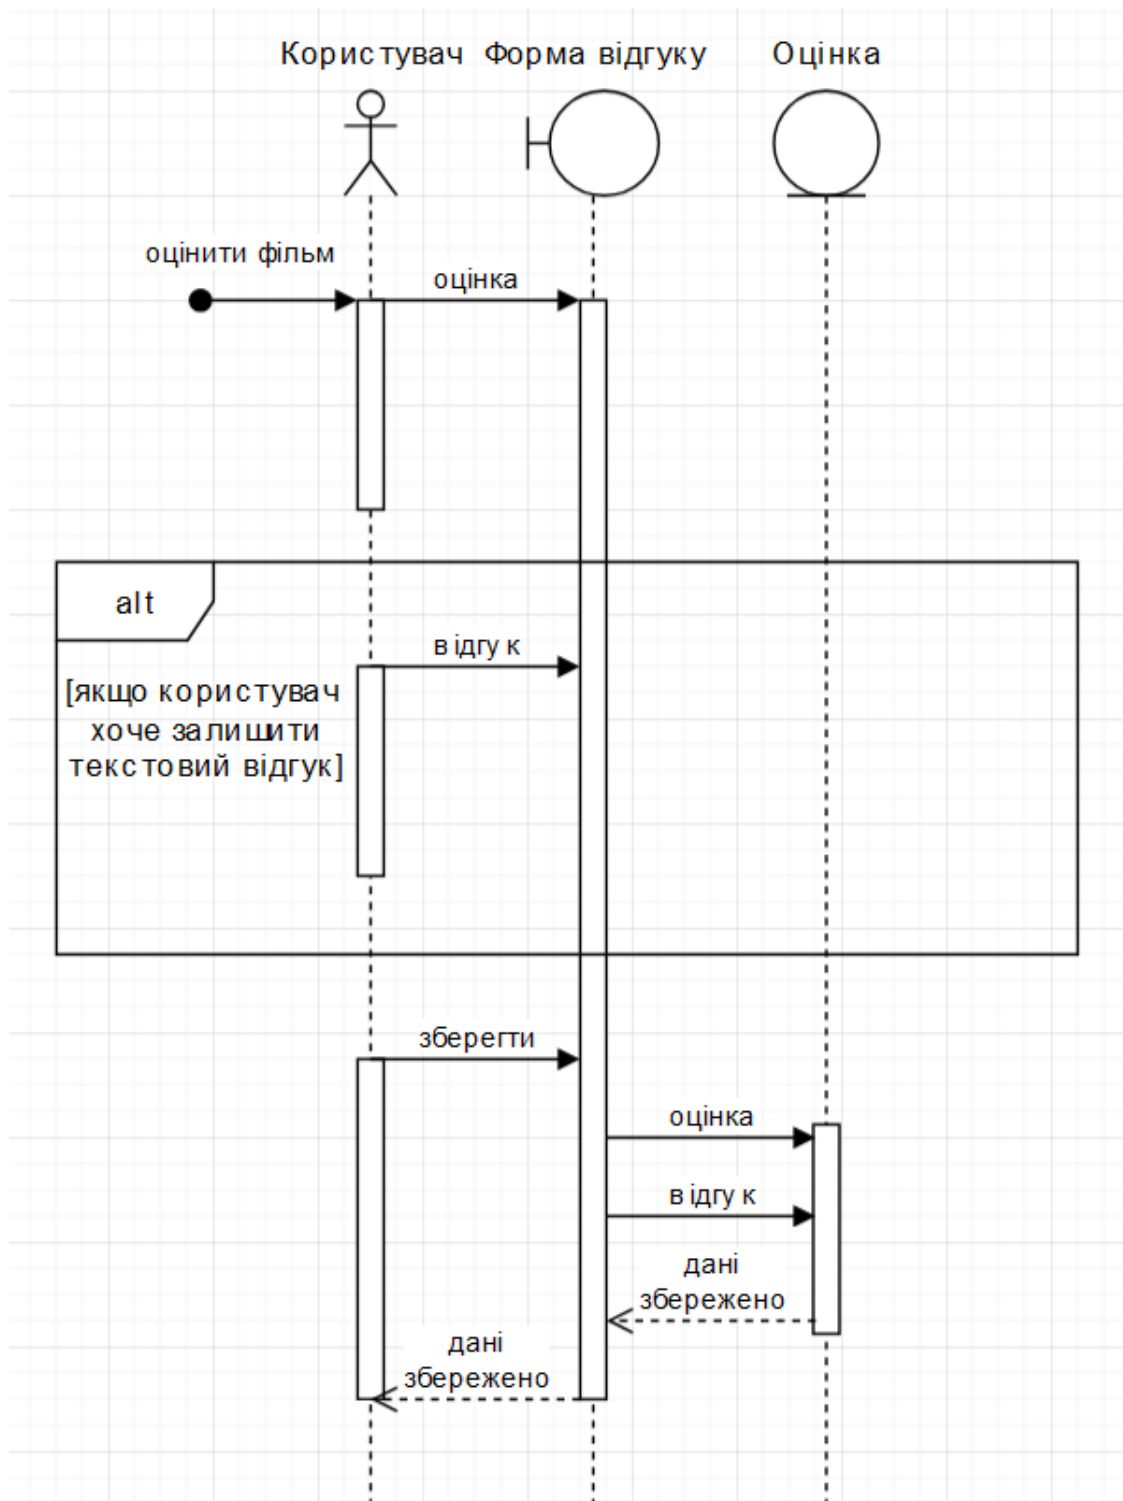 Користувач
Форма відгуку
Оцінка
оцінити фільм
оцінка
alt
відгук
[якщо користувач
хоче залишити
текстовий відгук]
зберегти
оцінка
відгук
дані
збережено
дані
збережено